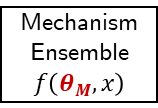 Mechanism
Ensemble
f(θ_M, x)